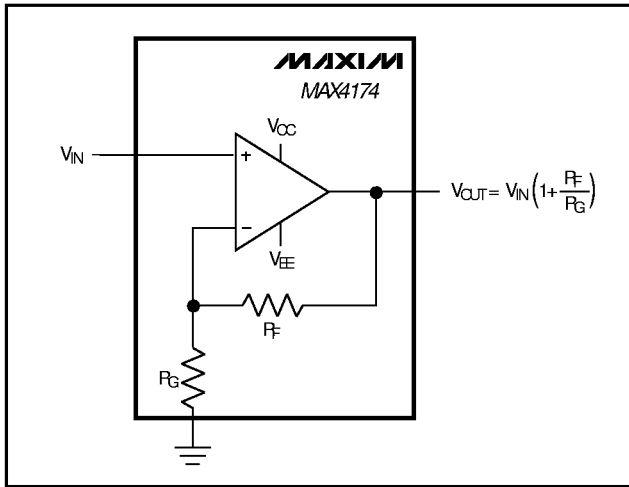 MAXIM
MAX4174
VCC
VIN
+
VOUT = VIN(1+RF/RG)
−
VEE
RF
RG